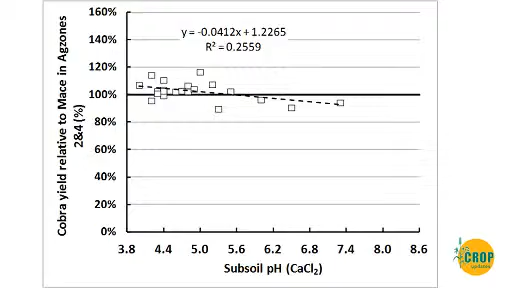 160%
140%
120%
100%
80%
60%
40%
20%
0%
y = -0.0412x + 1.2265
R² = 0.2559
Cobra yield relative to Mace in Agzones
2&4 (%)
3.8 4.4 5.0 5.6 6.2 6.8 7.4 8.0 8.6
Subsoil pH (CaCl₂)
CROP
updates